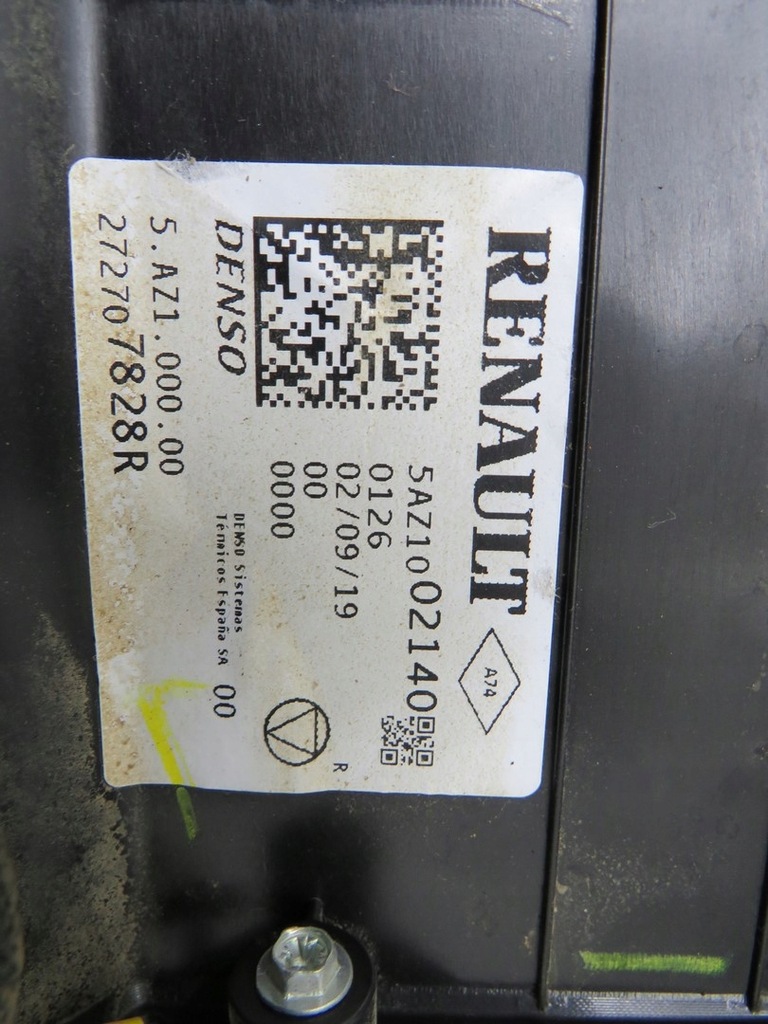 RENAULT
A74
5AZ1002140
0126
02/09/19
00
0000
R
DENSO
DENSO Sistemas
Térmicos España SA
00
5.AZ1.000.00
272707828R